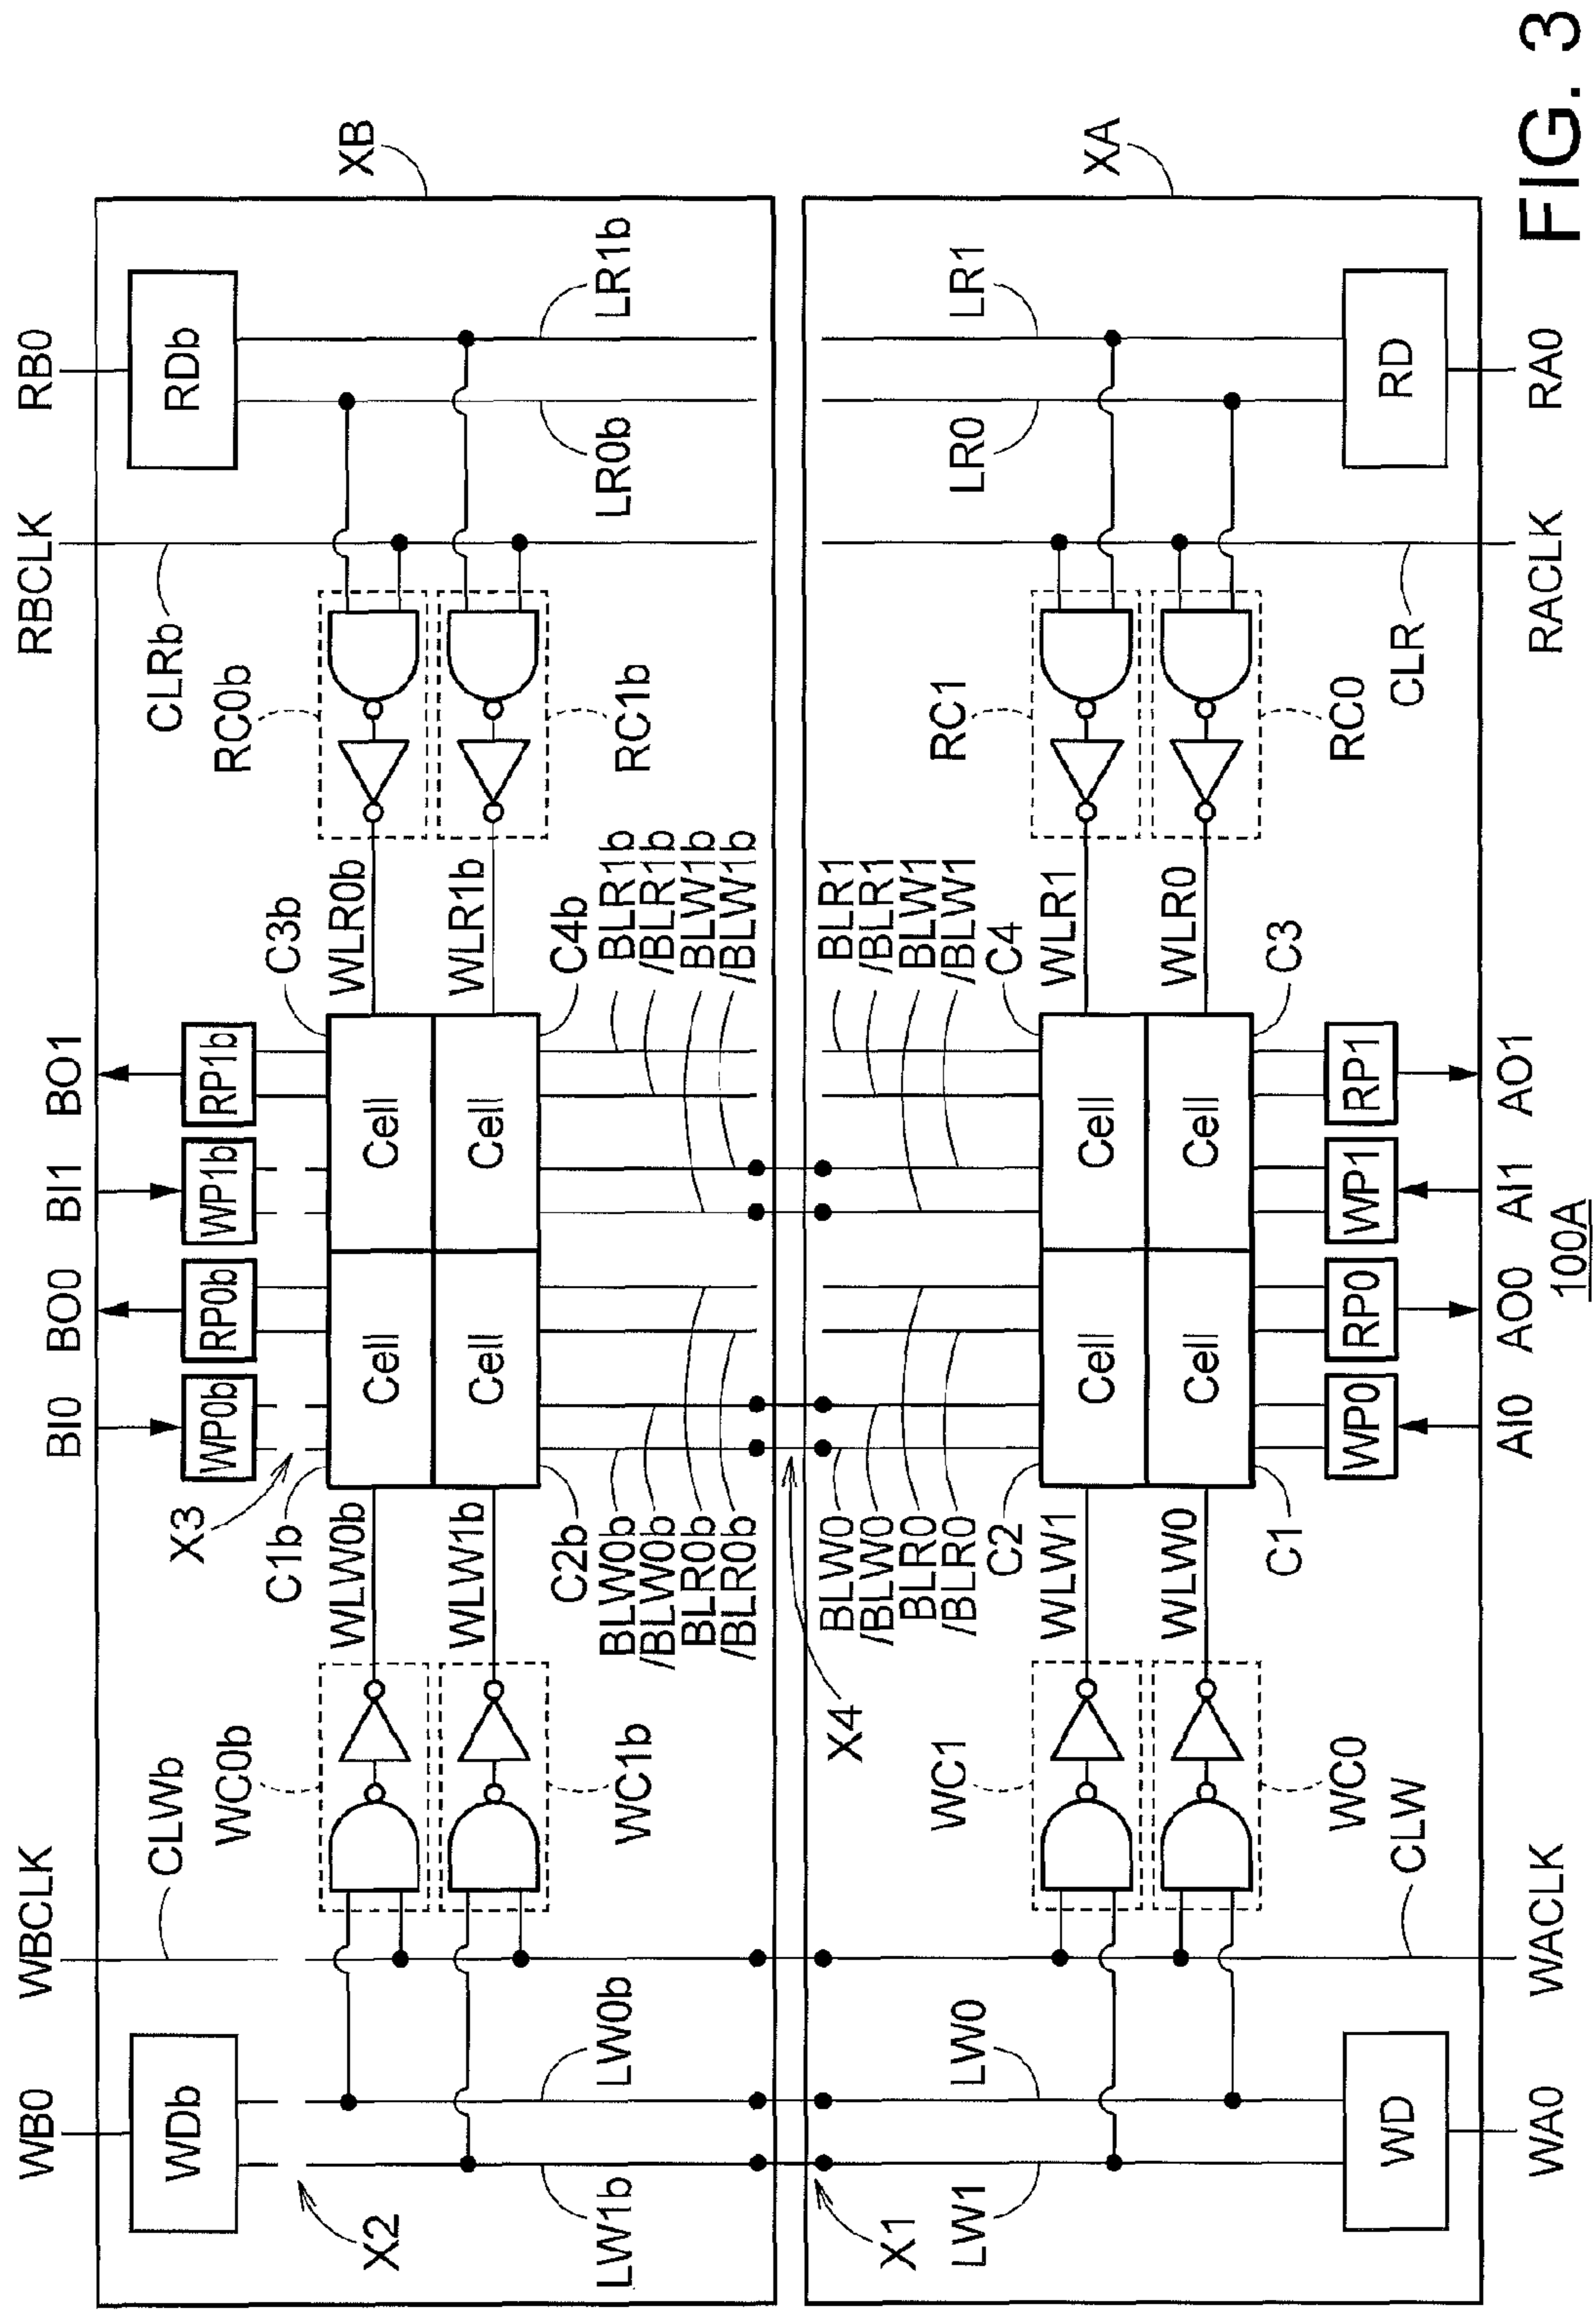 WB0
WBCLK
BI0
BO0
BI1
BO1
RBCLK
RB0
WDb
CLWb
X3
WP0b
RP0b
WP1b
RP1b
CLRb
RDb
WC0b
C1b
C3b
RC0b
XB
X2
WLW0b
Cell
Cell
WLR0b
WLW1b
Cell
Cell
WLR1b
C2b
C4b
LW1b
LW0b
WC1b
BLW0b
/BLW0b
BLR0b
/BLR0b
BLR1b
/BLR1b
BLW1b
/BLW1b
RC1b
LR0b
LR1b
X1
X4
BLW0
/BLW0
BLR0
/BLR0
BLR1
/BLR1
BLW1
/BLW1
LW1
LW0
WC1
C2
C4
RC1
LR0
LR1
XA
WLW1
Cell
Cell
WLR1
WLW0
Cell
Cell
WLR0
C1
C3
WC0
RC0
WD
CLW
WP0
RP0
WP1
RP1
CLR
RD
WA0
WACLK
AI0
AO0
AI1
AO1
RACLK
RA0
100A
FIG. 3